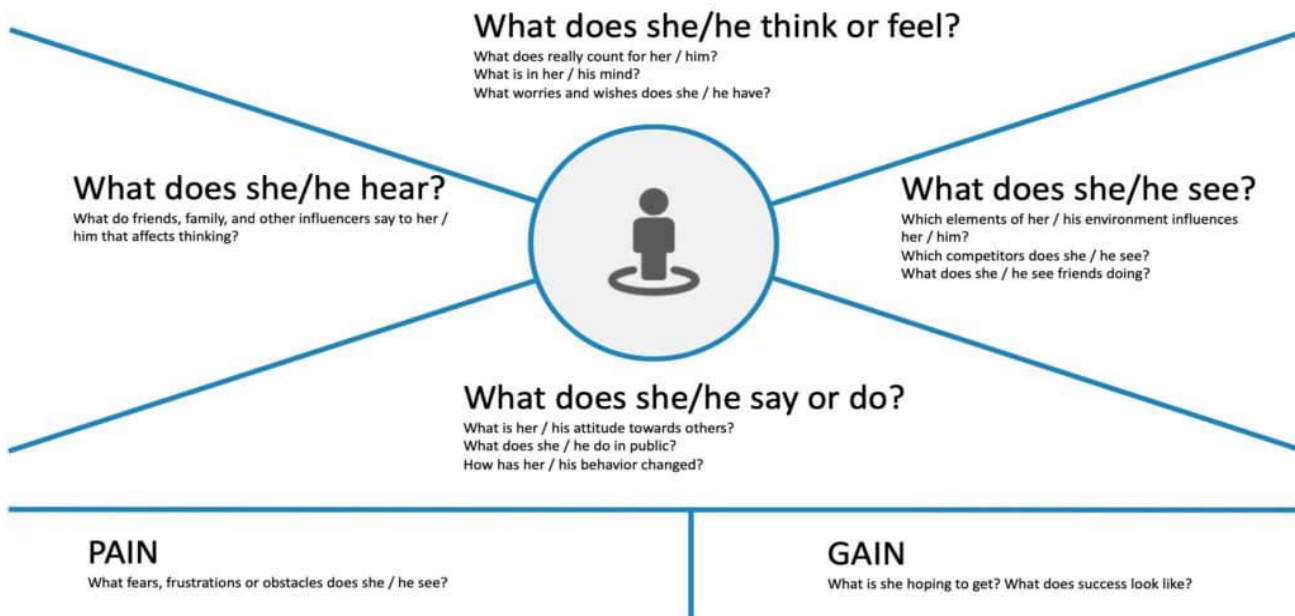 What does she/he think or feel?
What does really count for her / him?
What is in her / his mind?
What worries and wishes does she / he have?
What does she/he hear?
What do friends, family, and other influencers say to her /
him that affects thinking?
What does she/he see?
Which elements of her / his environment influences
her / him?
Which competitors does she / he see?
What does she / he see friends doing?
What does she/he say or do?
What is her / his attitude towards others?
What does she / he do in public?
How has her / his behavior changed?
PAIN
What fears, frustrations or obstacles does she / he see?
GAIN
What is she hoping to get? What does success look like?